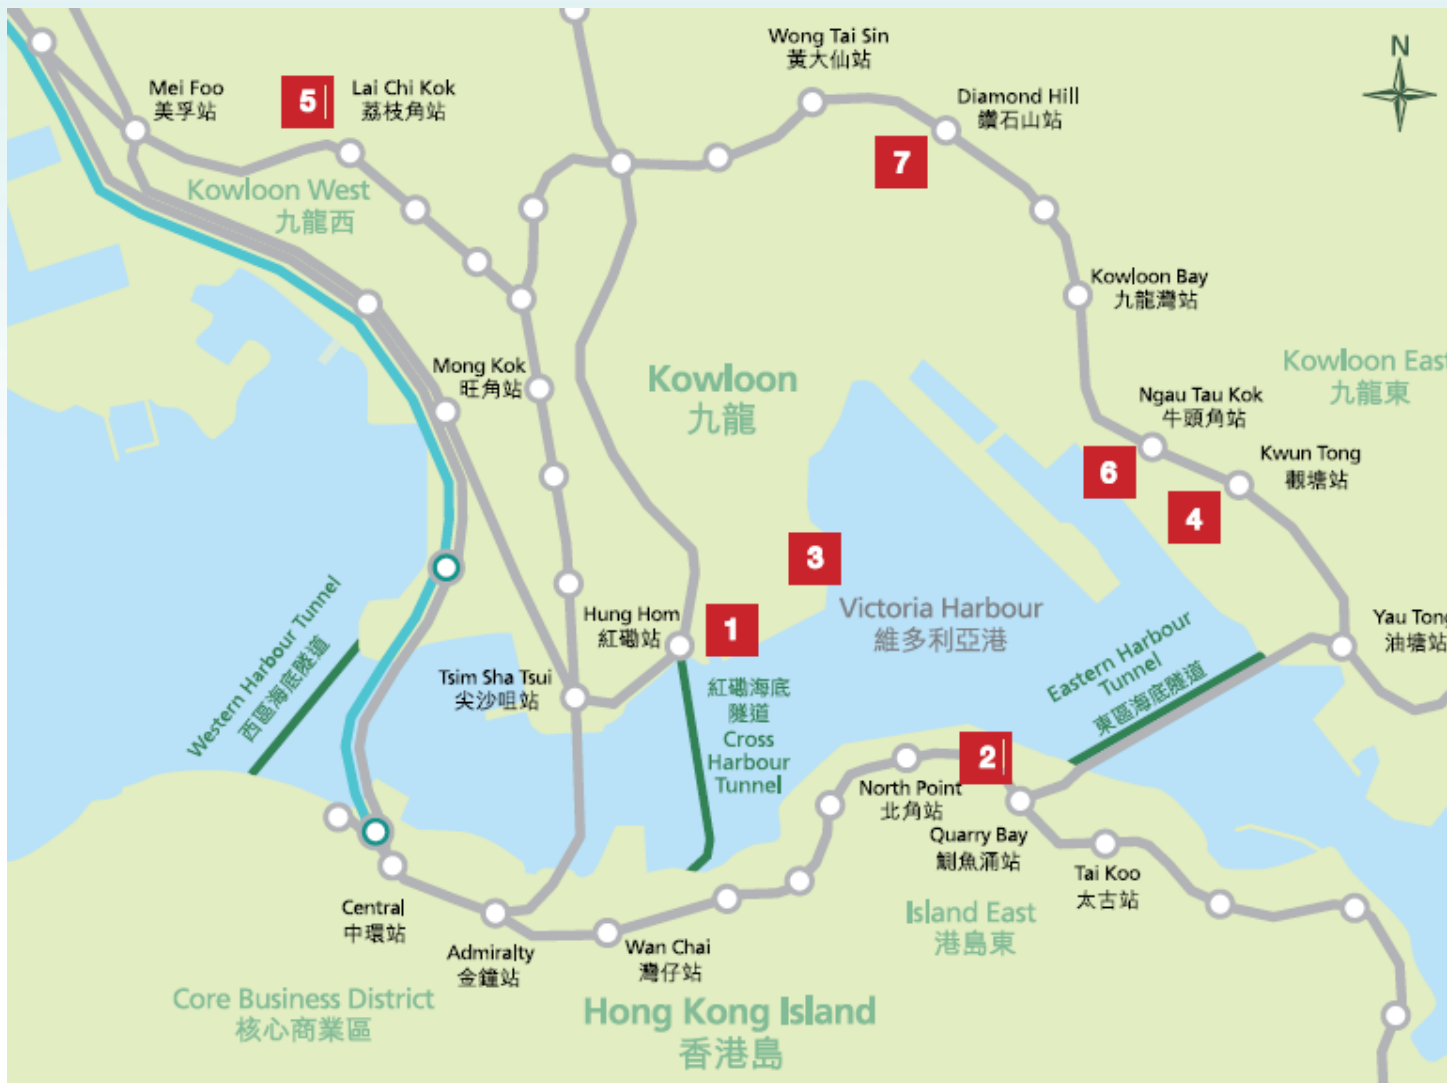 Wong Tai Sin
黃大仙站
N
Mei Foo
美孚站
5
Lai Chi Kok
荔枝角站
Diamond Hill
鑽石山站
7
Kowloon West
九龍西
Kowloon Bay
九龍灣站
Mong Kok
旺角站
Kowloon
九龍
Kowloon East
九龍東
Ngau Tau Kok
牛頭角站
Kwun Tong
觀塘站
6
4
3
Hung Hom
紅磡站
1
Victoria Harbour
維多利亞港
Yau Tong
油塘站
Western Harbour Tunnel
西區海底隧道
Tsim Sha Tsui
尖沙咀站
紅磡海底
隧道
Cross
Harbour
Tunnel
Eastern Harbour
Tunnel
東區海底隧道
2
North Point
北角站
Quarry Bay
鰂魚涌站
Tai Koo
太古站
Central
中環站
Admiralty
金鐘站
Wan Chai
灣仔站
Island East
港島東
Core Business District
核心商業區
Hong Kong Island
香港島